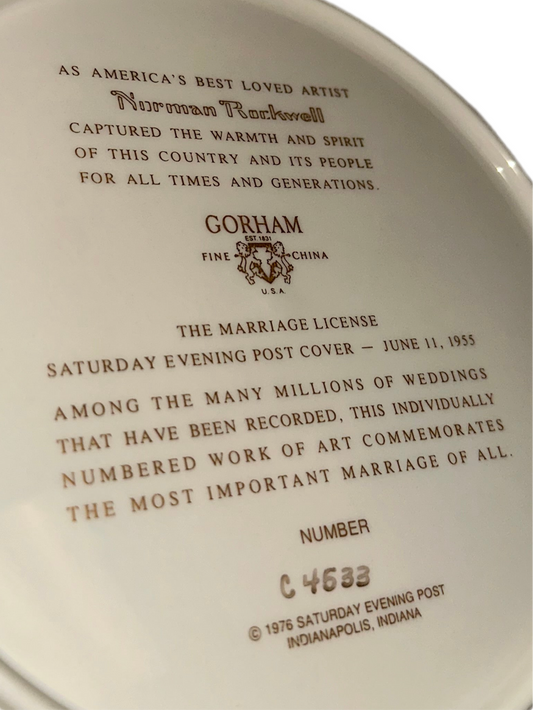 AS AMERICA'S BEST LOVED ARTIST
Norman Rockwell
CAPTURED THE WARMTH AND SPIRIT
OF THIS COUNTRY AND ITS PEOPLE
FOR ALL TIMES AND GENERATIONS.
GORHAM
EST 1831
FINE CHINA
U.S.A.
THE MARRIAGE LICENSE
SATURDAY EVENING POST COVER — JUNE 11, 1955
AMONG THE MANY MILLIONS OF WEDDINGS
THAT HAVE BEEN RECORDED, THIS INDIVIDUALLY
NUMBERED WORK OF ART COMMEMORATES
THE MOST IMPORTANT MARRIAGE OF ALL.
NUMBER
C 4633
© 1976 SATURDAY EVENING POST
INDIANAPOLIS, INDIANA